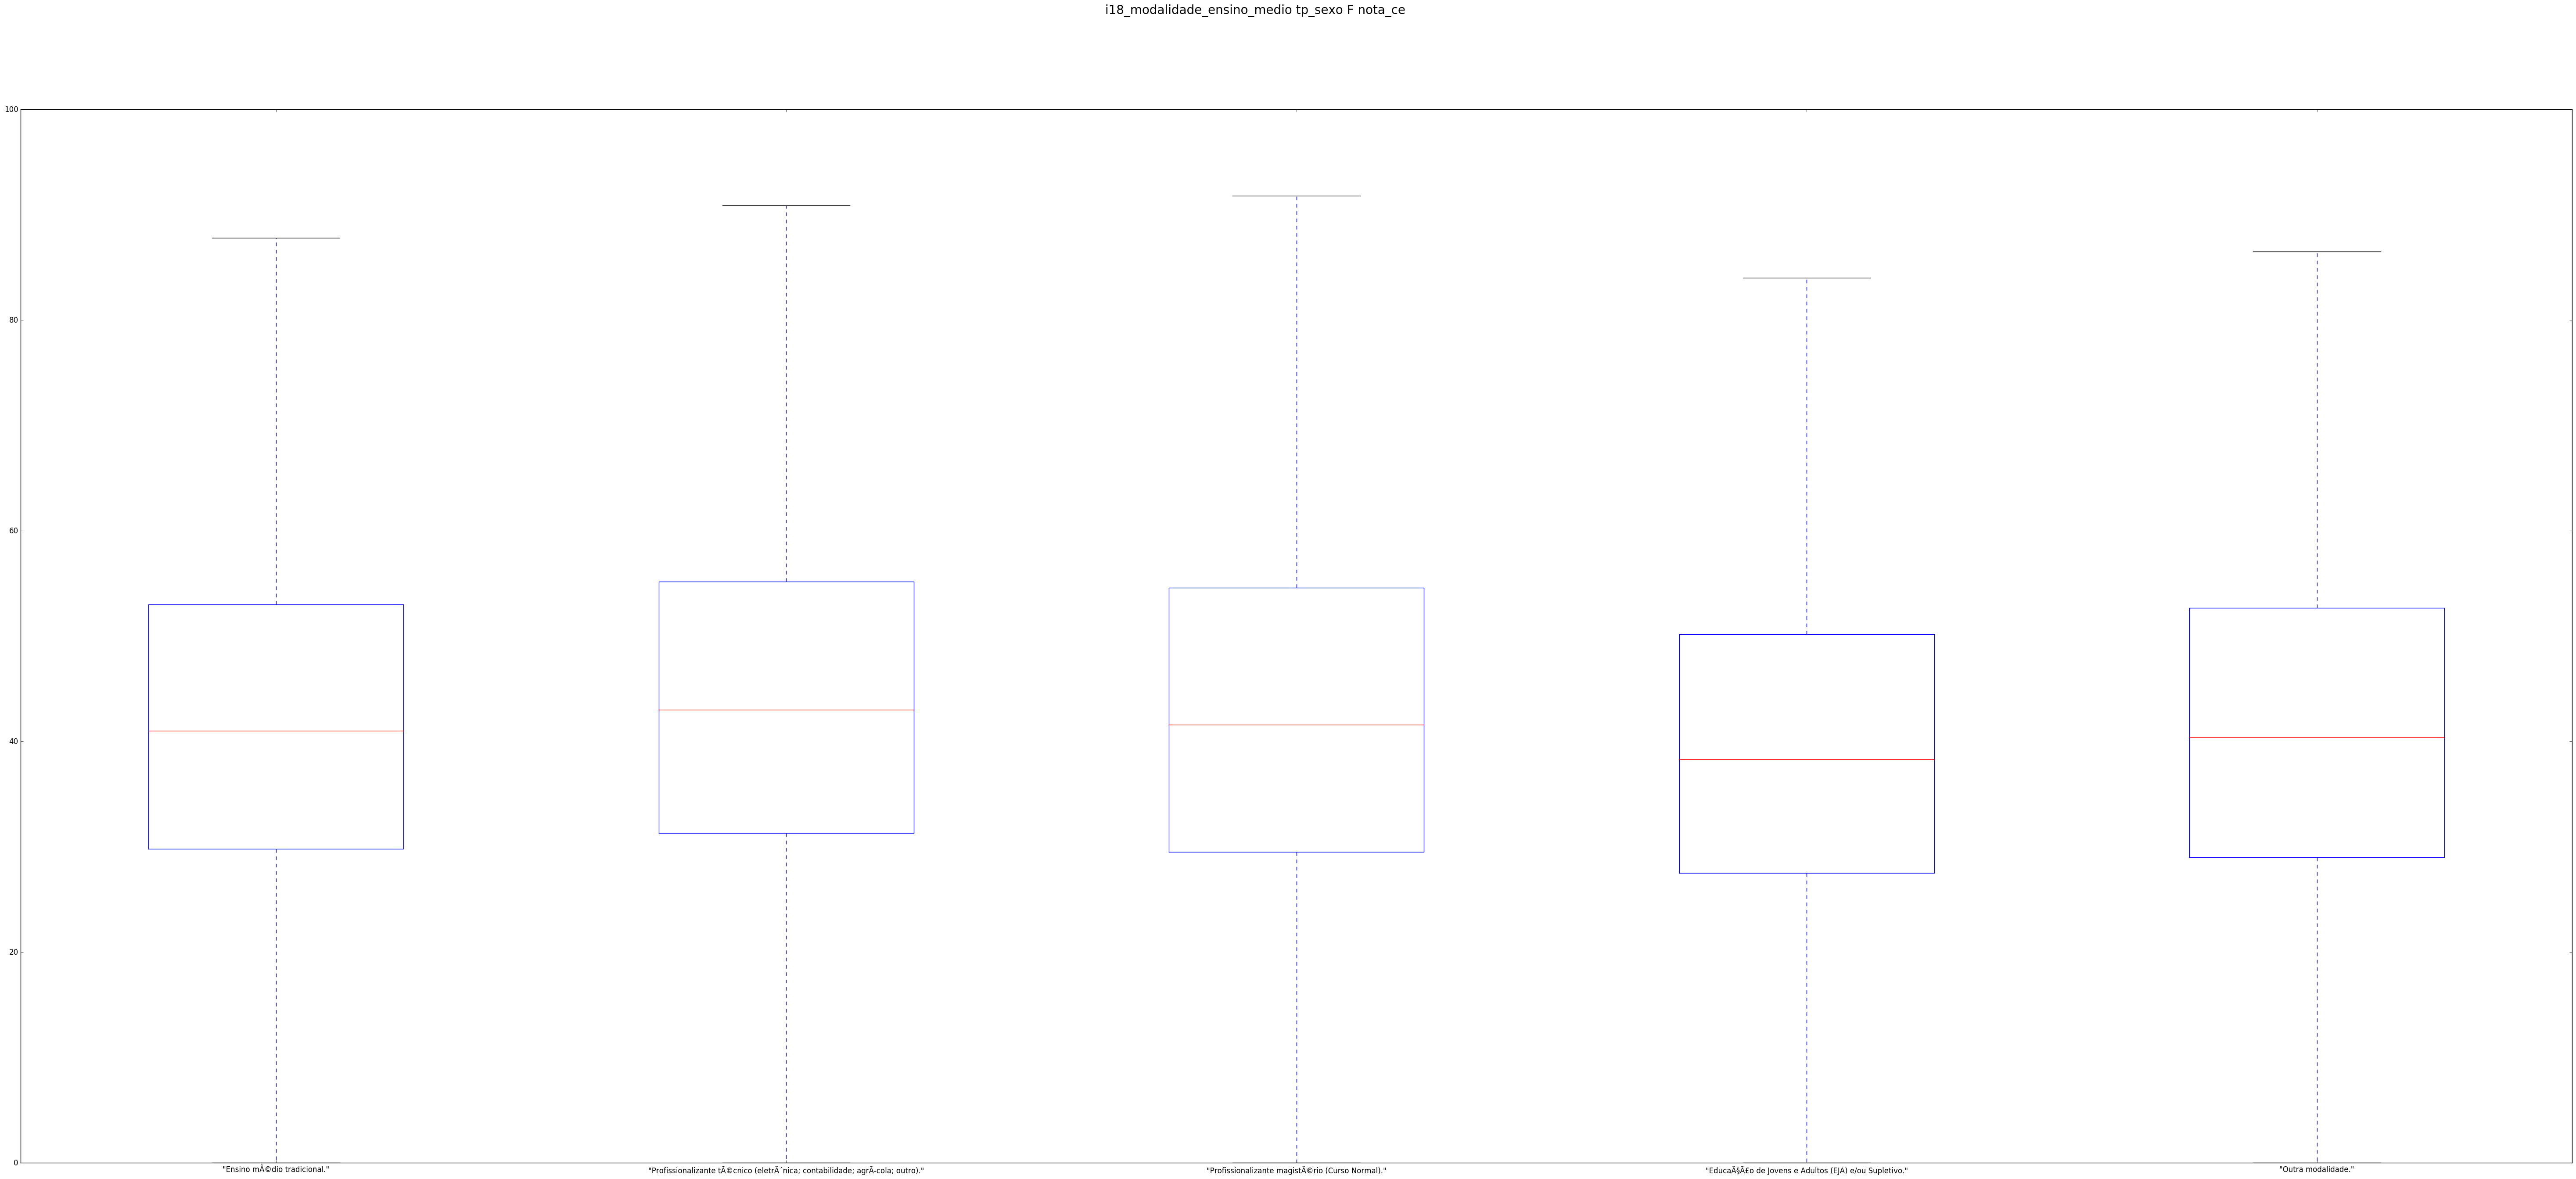 i18_modalidade_ensino_medio tp_sexo F nota_ce
100
80
60
40
20
0
"Ensino mÃ©dio tradicional."
"Profissionalizante tÃ©cnico (eletrÃ´nica; contabilidade; agrÃ-cola; outro)."
"Profissionalizante magistÃ©rio (Curso Normal)."
"EducaÃ§Ã£o de Jovens e Adultos (EJA) e/ou Supletivo."
"Outra modalidade."